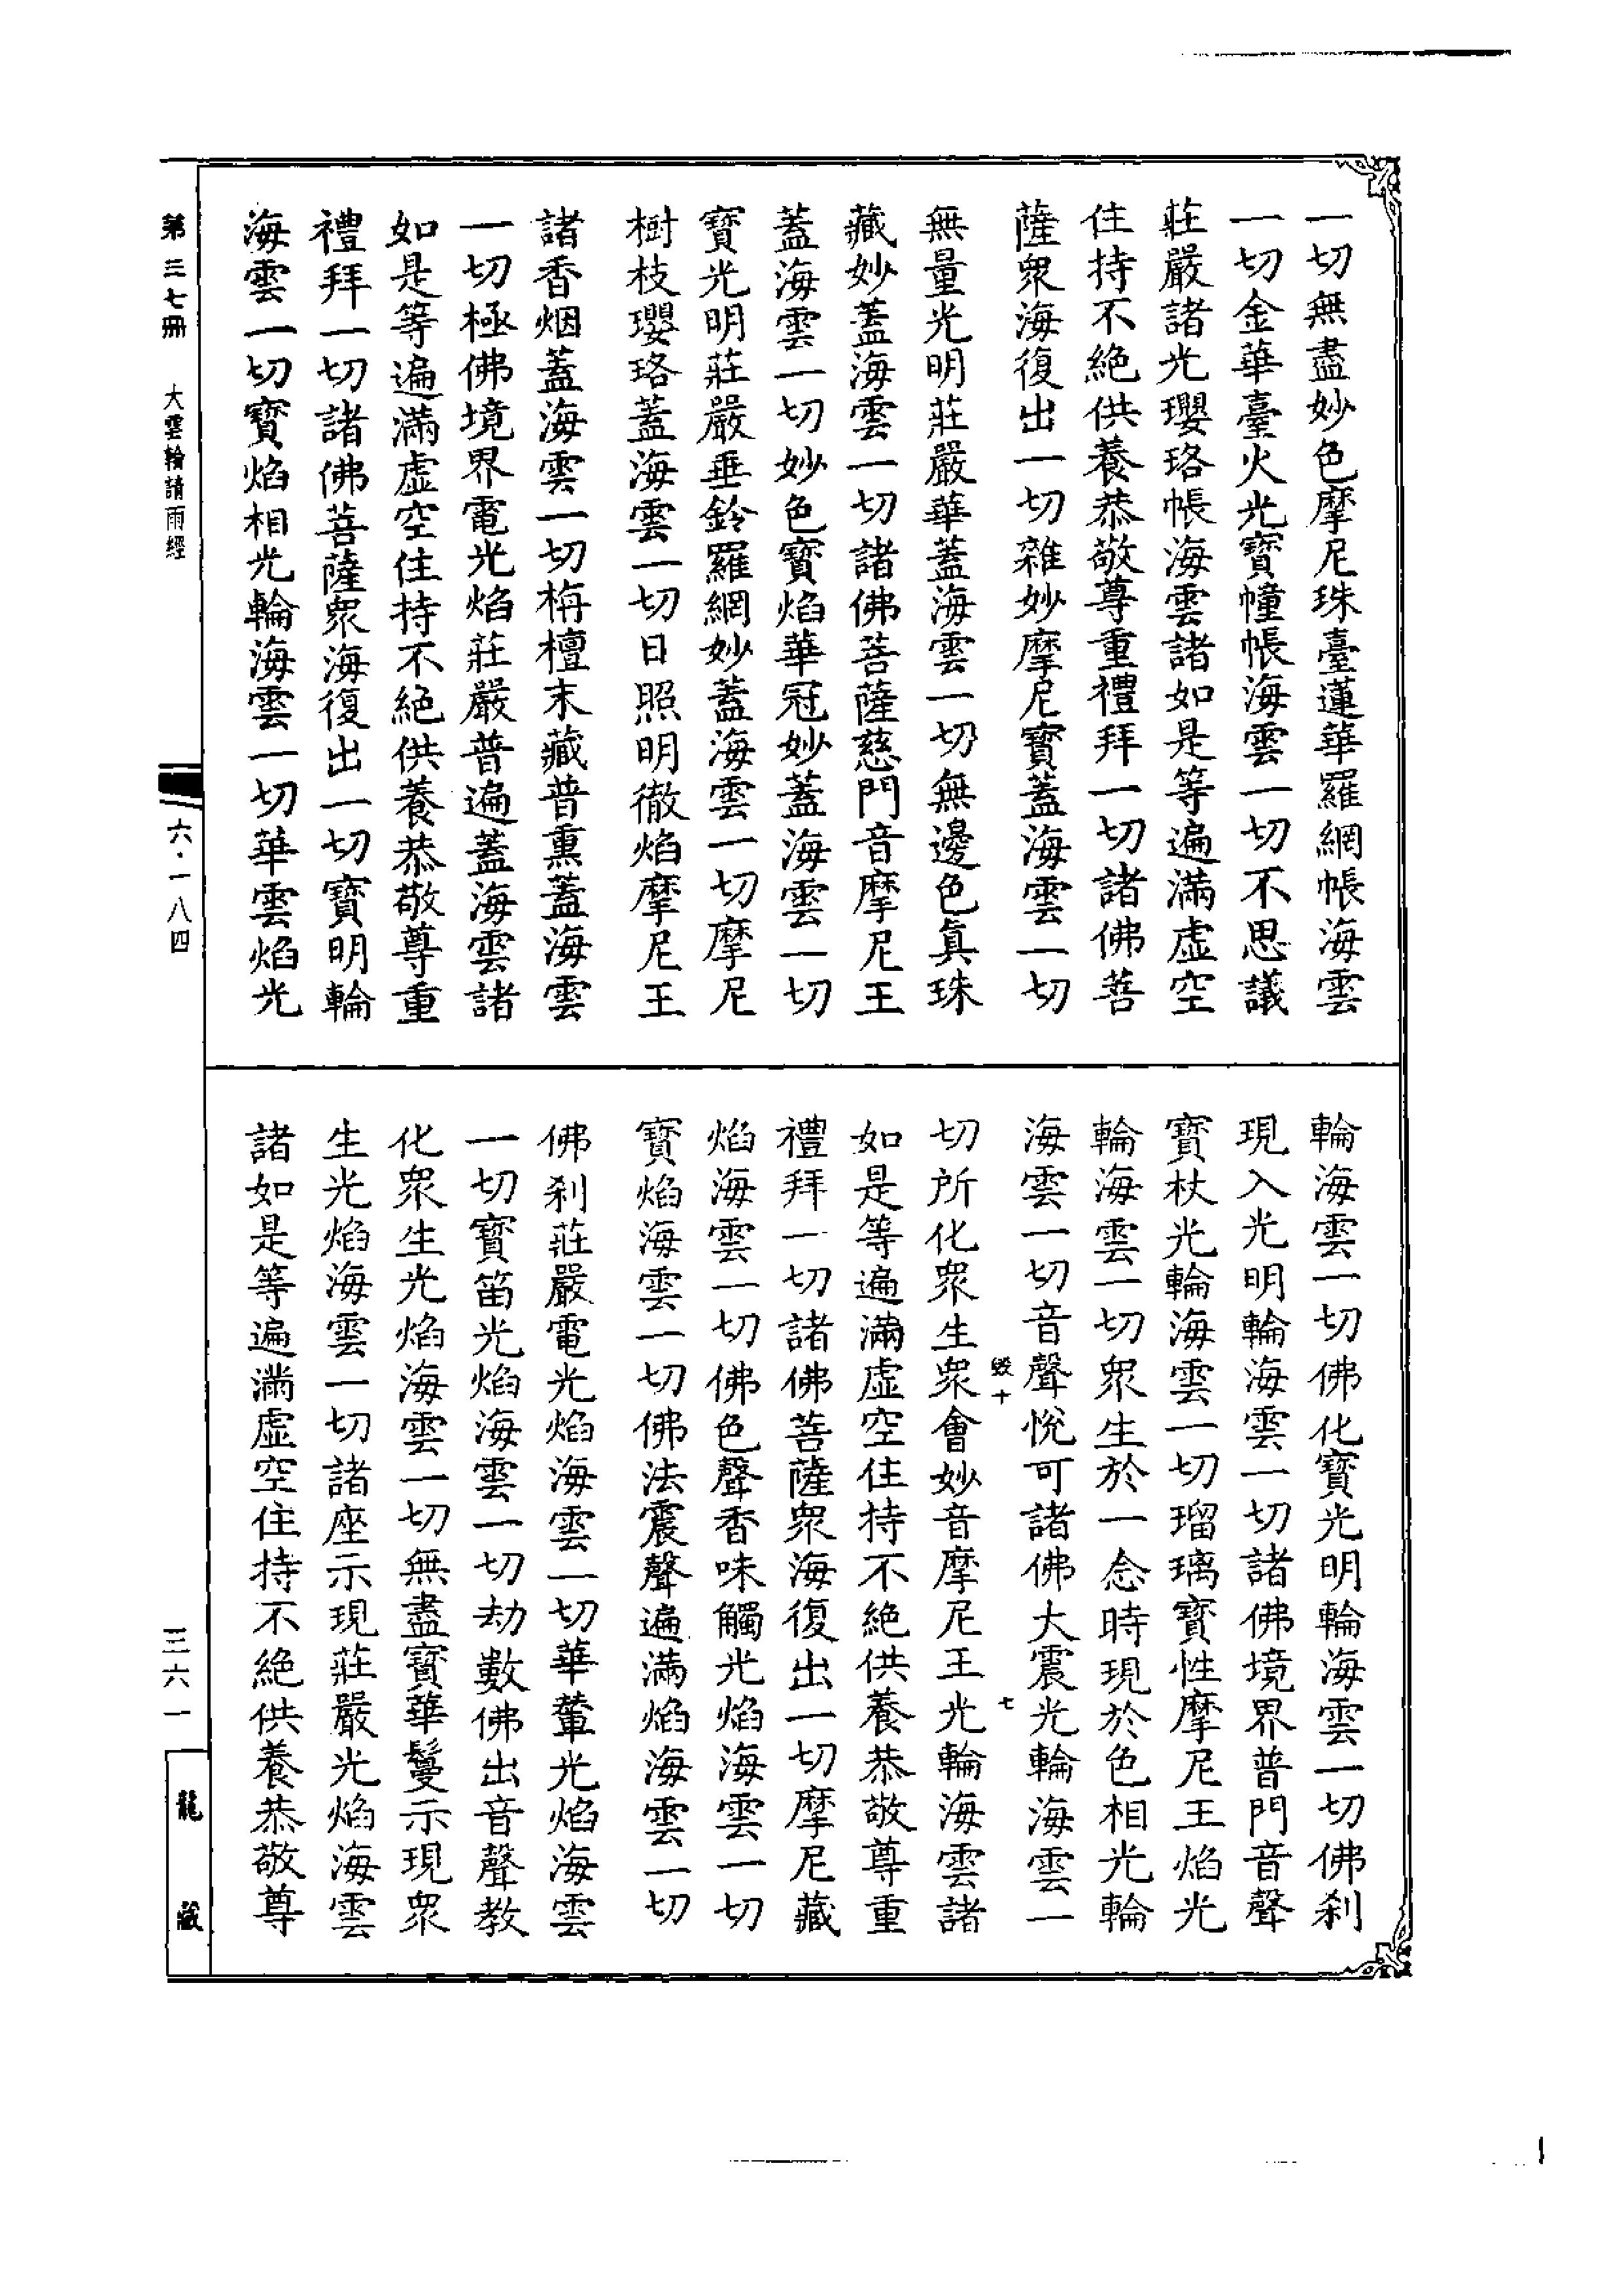 一切無盡妙色摩尼珠臺蓮華羅網帳海雲
一切金華臺火光寶幢帳海雲一切不思議
莊嚴諸光瓔珞帳海雲諸如是等遍滿虛空
住持不絕供養恭敬尊重禮拜一切諸佛菩
薩眾海復出一切雜妙摩尼寶蓋海雲一切
無量光明莊嚴華蓋海雲一切無邊色真珠
藏妙蓋海雲一切諸佛菩薩慈門音摩尼王
蓋海雲一切妙色寶焰華冠妙蓋海雲一切
寶光明莊嚴垂鈴羅網妙蓋海雲一切摩尼
樹枝瓔珞蓋海雲一切日照明徹焰摩尼王
諸香烟蓋海雲一切栴檀末藏普熏蓋海雲
一切極佛境界電光焰莊嚴普遍蓋海雲諸
如是等遍滿虛空住持不絕供養恭敬尊重
禮拜一切諸佛菩薩眾海復出一切寶明輪
海雲一切寶焰相光輪海雲一切華雲焰光
輪海雲一切佛化寶光明輪海雲一切佛刹
現入光明輪海雲一切諸佛境界普門音聲
寶杖光輪海雲一切瑠璃寶性摩尼王焰光
輪海雲一切眾生於一念時現於色相光輪
海雲一切音聲悅可諸佛大震光輪海雲一
毀十 七
切所化眾生眾會妙音摩尼王光輪海雲諸
如是等遍滿虛空住持不絕供養恭敬尊重
禮拜一切諸佛菩薩眾海復出一切摩尼藏
焰海雲一切佛色聲香味觸光焰海雲一切
寶焰海雲一切佛法震聲遍滿焰海雲一切
佛刹莊嚴電光焰海雲一切華輦光焰海雲
一切寶笛光焰海雲一切劫數佛出音聲教
化眾生光焰海雲一切無盡寶華鬘示現眾
生光焰海雲一切諸座示現莊嚴光焰海雲
諸如是等遍滿虛空住持不絕供養恭敬尊
第三七冊 大雲輪請雨經
六·一八四
三六一
龍藏